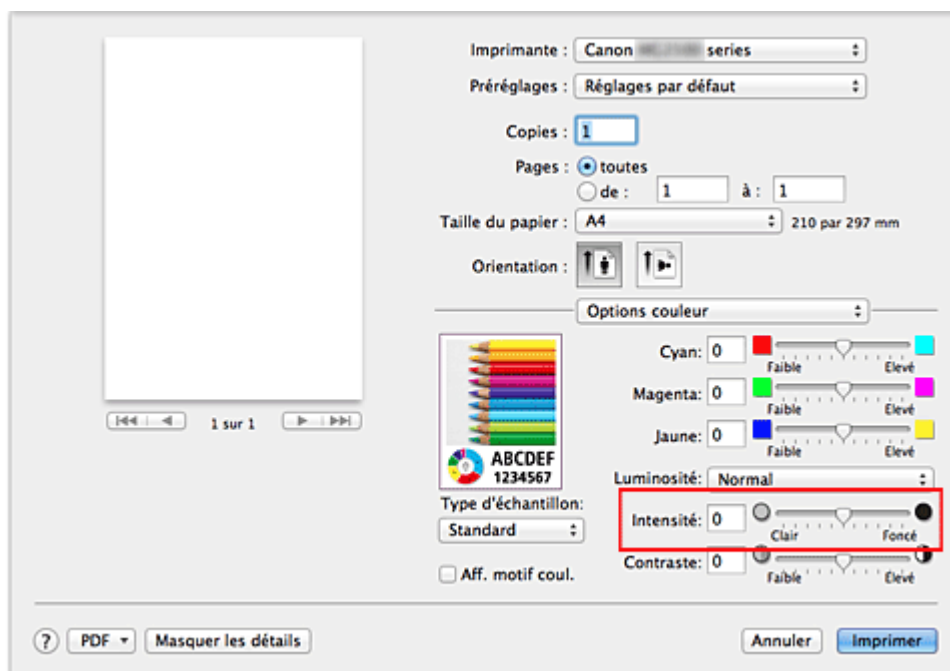 Imprimante : Canon series
Préréglages : Réglages par défaut
Copies : 1
Pages : toutes
de : 1 à : 1
Taille du papier : A4 210 par 297 mm
Orientation :
Options couleur
Cyan: 0
Faible Elevé
Magenta: 0
Faible Elevé
Jaune: 0
Faible Elevé
1 sur 1
ABCDEF
1234567
Luminosité: Normal
Type d'échantillon:
Standard
Intensité: 0
Clair Foncé
Contraste: 0
Faible Elevé
Aff. motif coul.
? PDF Masquer les détails Annuler Imprimer